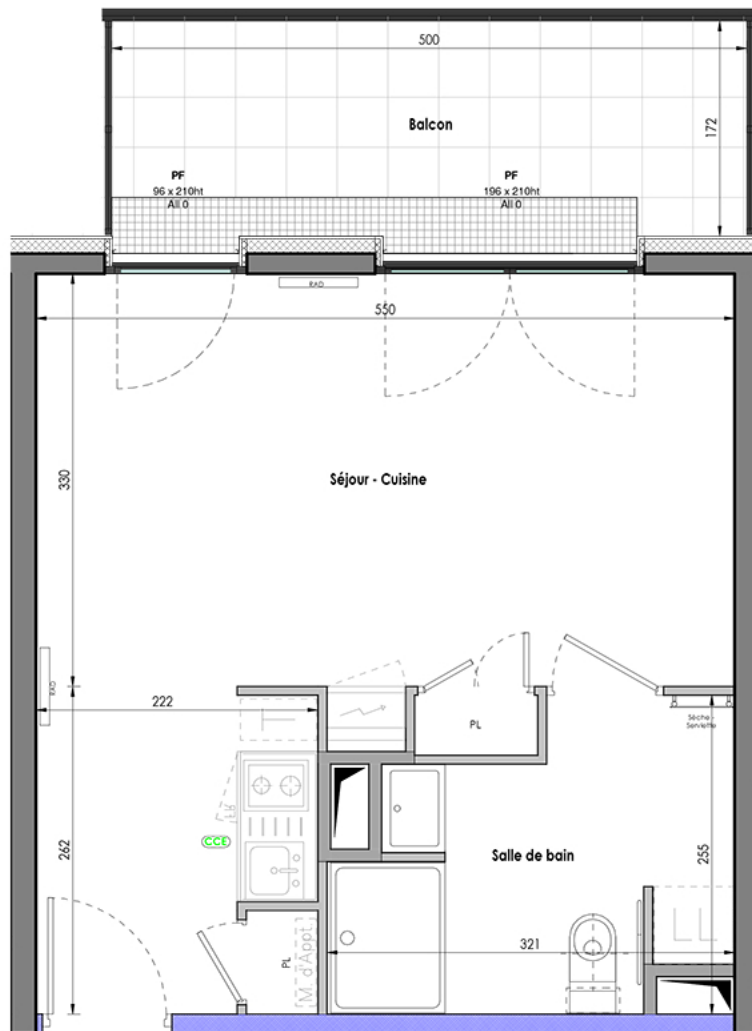 500
Balcon
172
PF
96 x 210ht
All 0
PF
196 x 210ht
All 0
RAD
550
330
Séjour - Cuisine
RAD
222
PL
Sèche -
Serviette
CCE
262
Salle de bain
255
LL
321
PL
M. d'Appt.